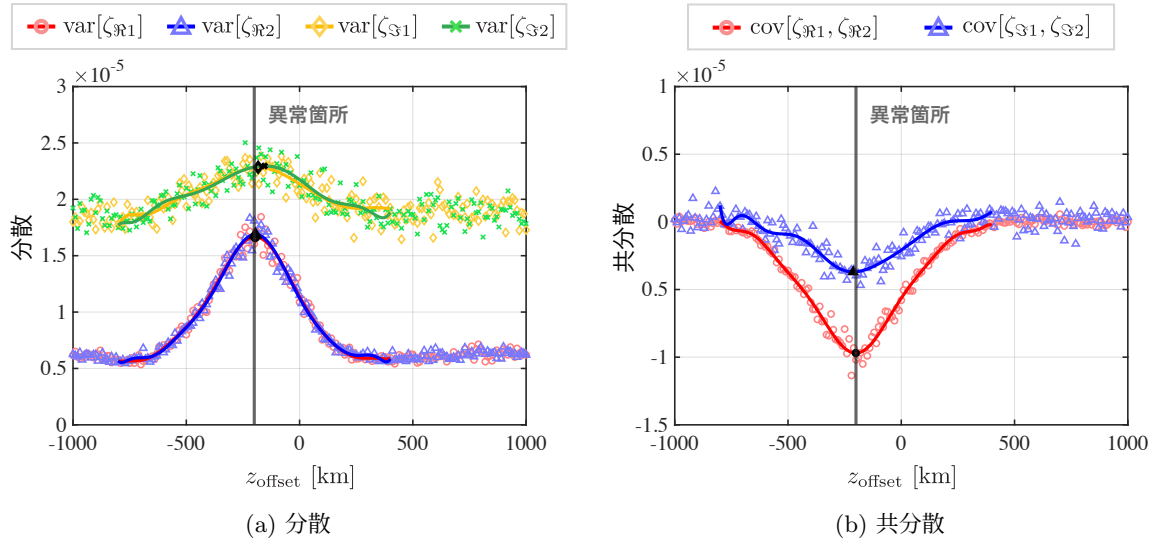 var[ζℜ1] var[ζℜ2] var[ζℑ1] var[ζℑ2]
×10^-5
3
2.5
2
1.5
1
0.5
0
分散
異常箇所
-1000 -500 0 500 1000
z_offset [km]
(a) 分散
cov[ζℜ1, ζℜ2] cov[ζℑ1, ζℑ2]
×10^-5
1
0.5
0
0.5
-1
-1.5
共分散
異常箇所
-1000 -500 0 500 1000
z_offset [km]
(b) 共分散